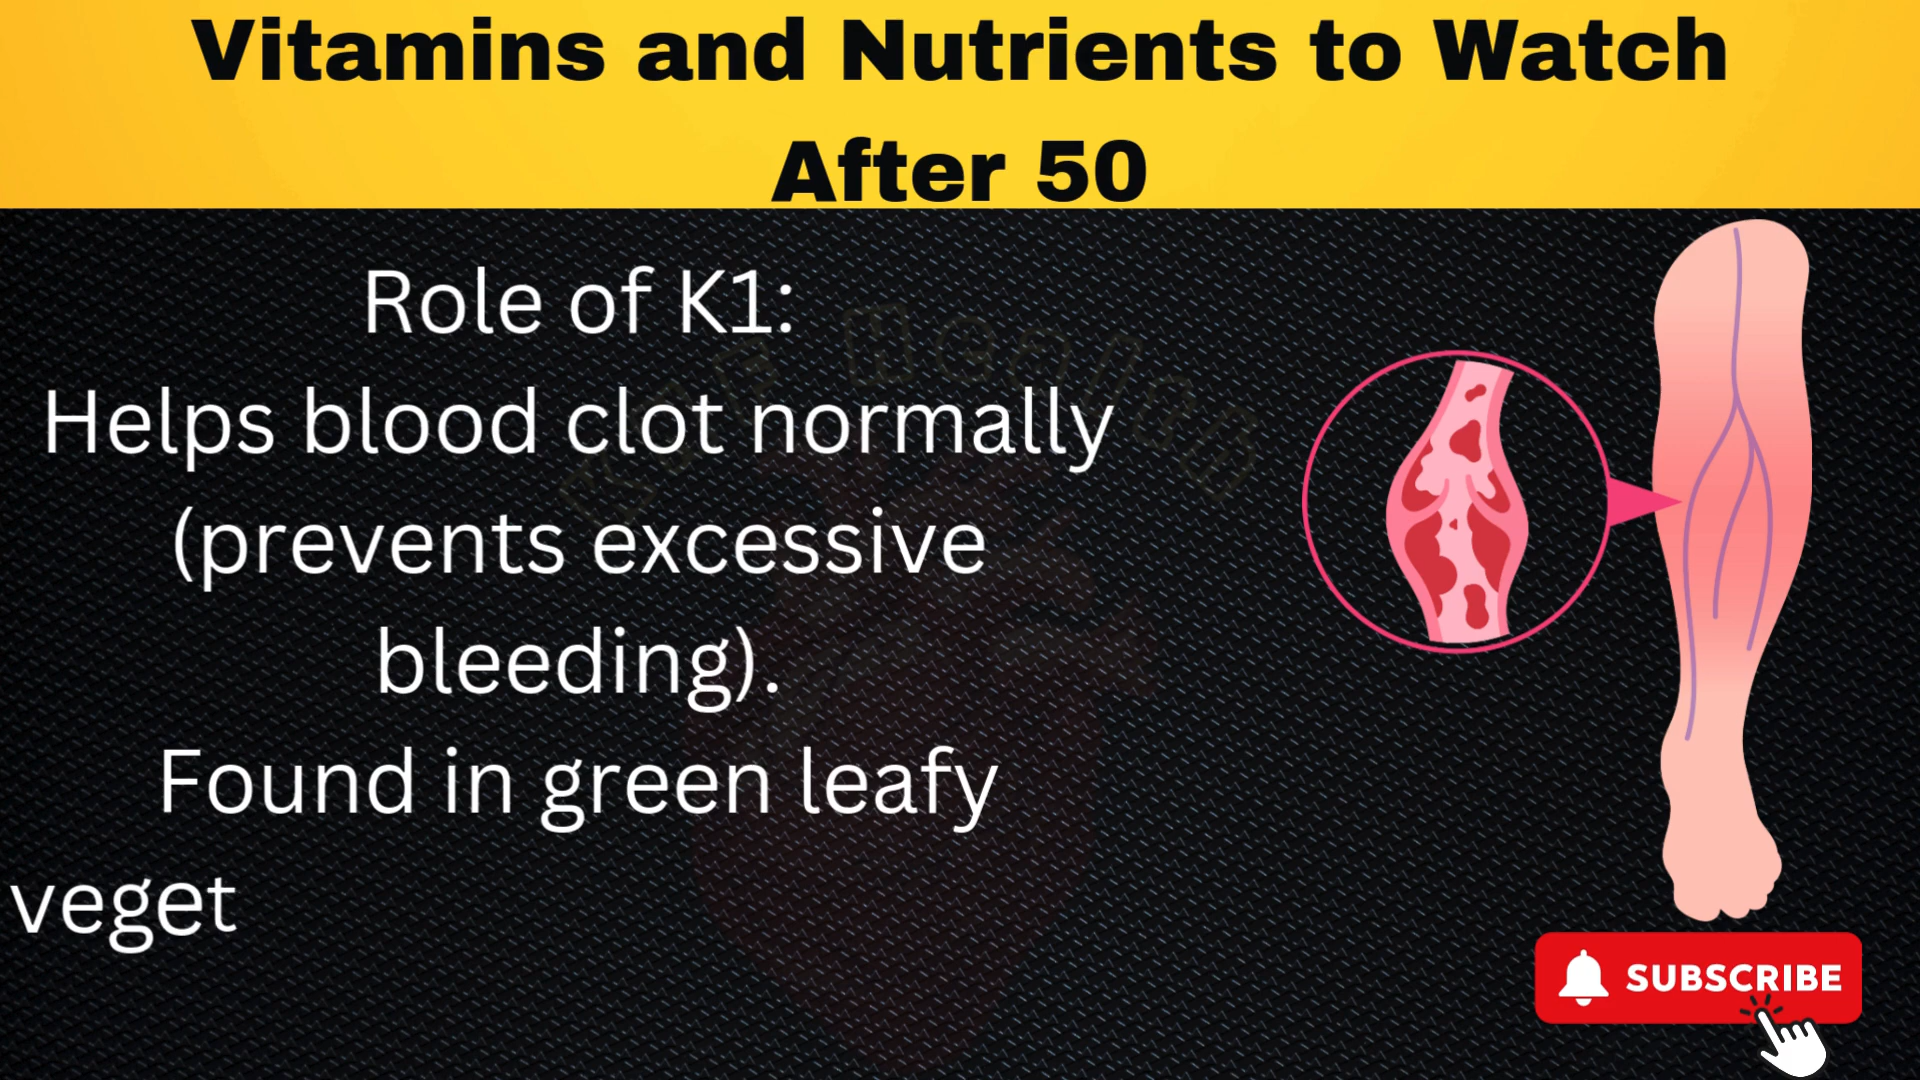 Vitamins and Nutrients to Watch
After 50
Role of K1:
Helps blood clot normally
(prevents excessive
bleeding).
Found in green leafy
veget
SUBSCRIBE